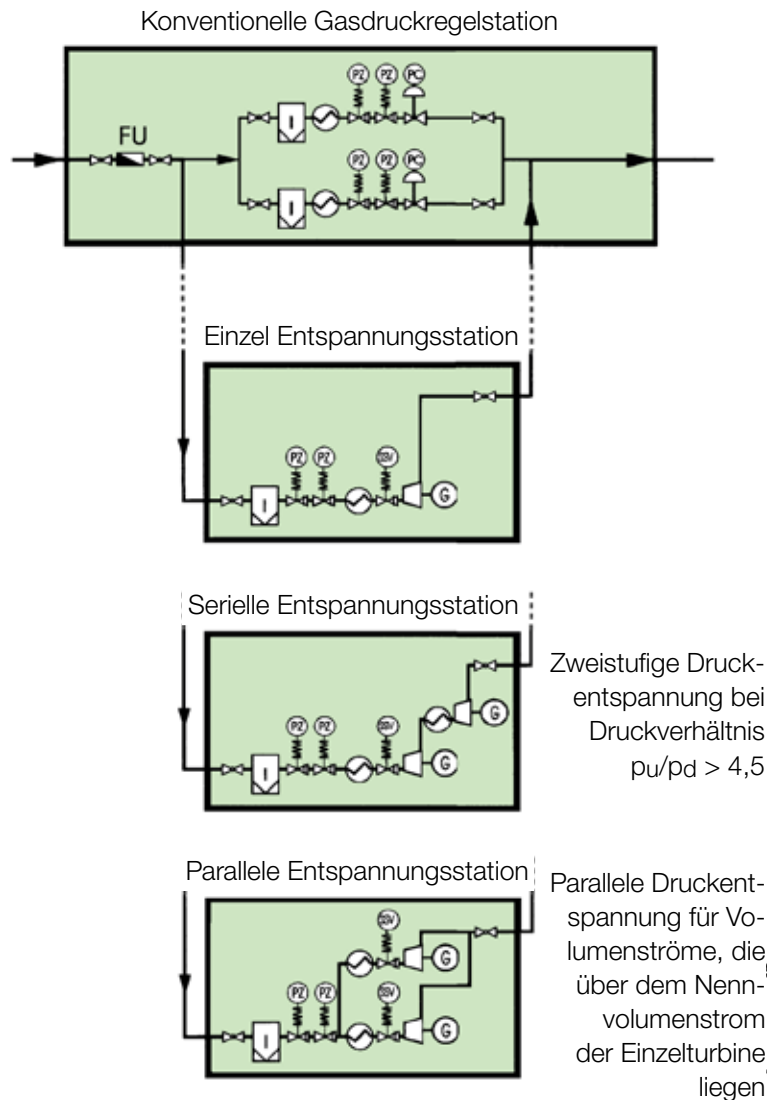 Konventionelle Gasdruckregelstation
PZ PZ PC
FU
I
PZ PZ PC
I
Einzel Entspannungsstation
PZ PZ SSV
I G
Serielle Entspannungsstation
Zweistufige Druck-
entspannung bei
Druckverhältnis
pu/pd > 4,5
G
PZ PZ SSV
I G
Parallele Entspannungsstation
Parallele Druckent-
spannung für Vo-
lumenströme, die
über dem Nenn-
volumenstrom
der Einzelturbine
liegen
SSV
G
PZ PZ SSV
I G